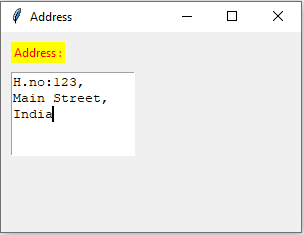 Address
Address:
H.no:123,
Main Street,
India